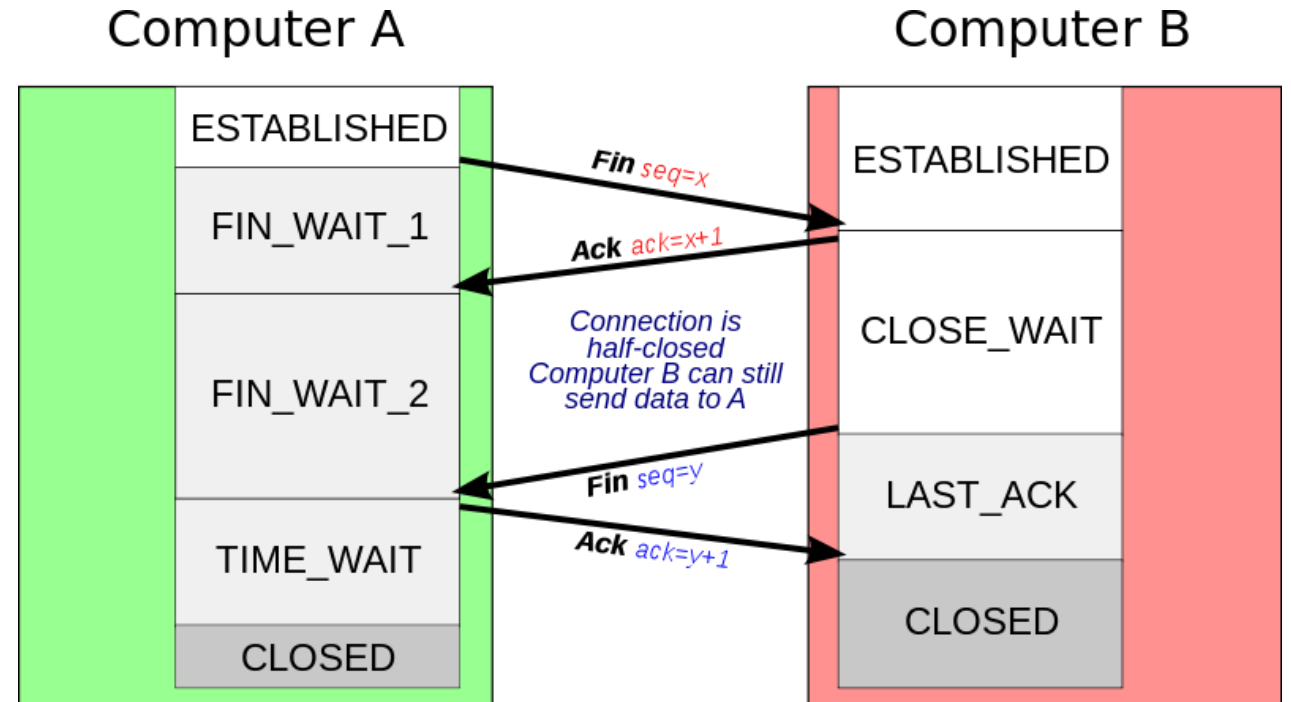 Computer A
Computer B
ESTABLISHED
ESTABLISHED
Fin seq=x
FIN_WAIT_1
Ack ack=x+1
Connection is
half-closed
Computer B can still
send data to A
CLOSE_WAIT
FIN_WAIT_2
Fin seq=y
LAST_ACK
Ack ack=y+1
TIME_WAIT
CLOSED
CLOSED